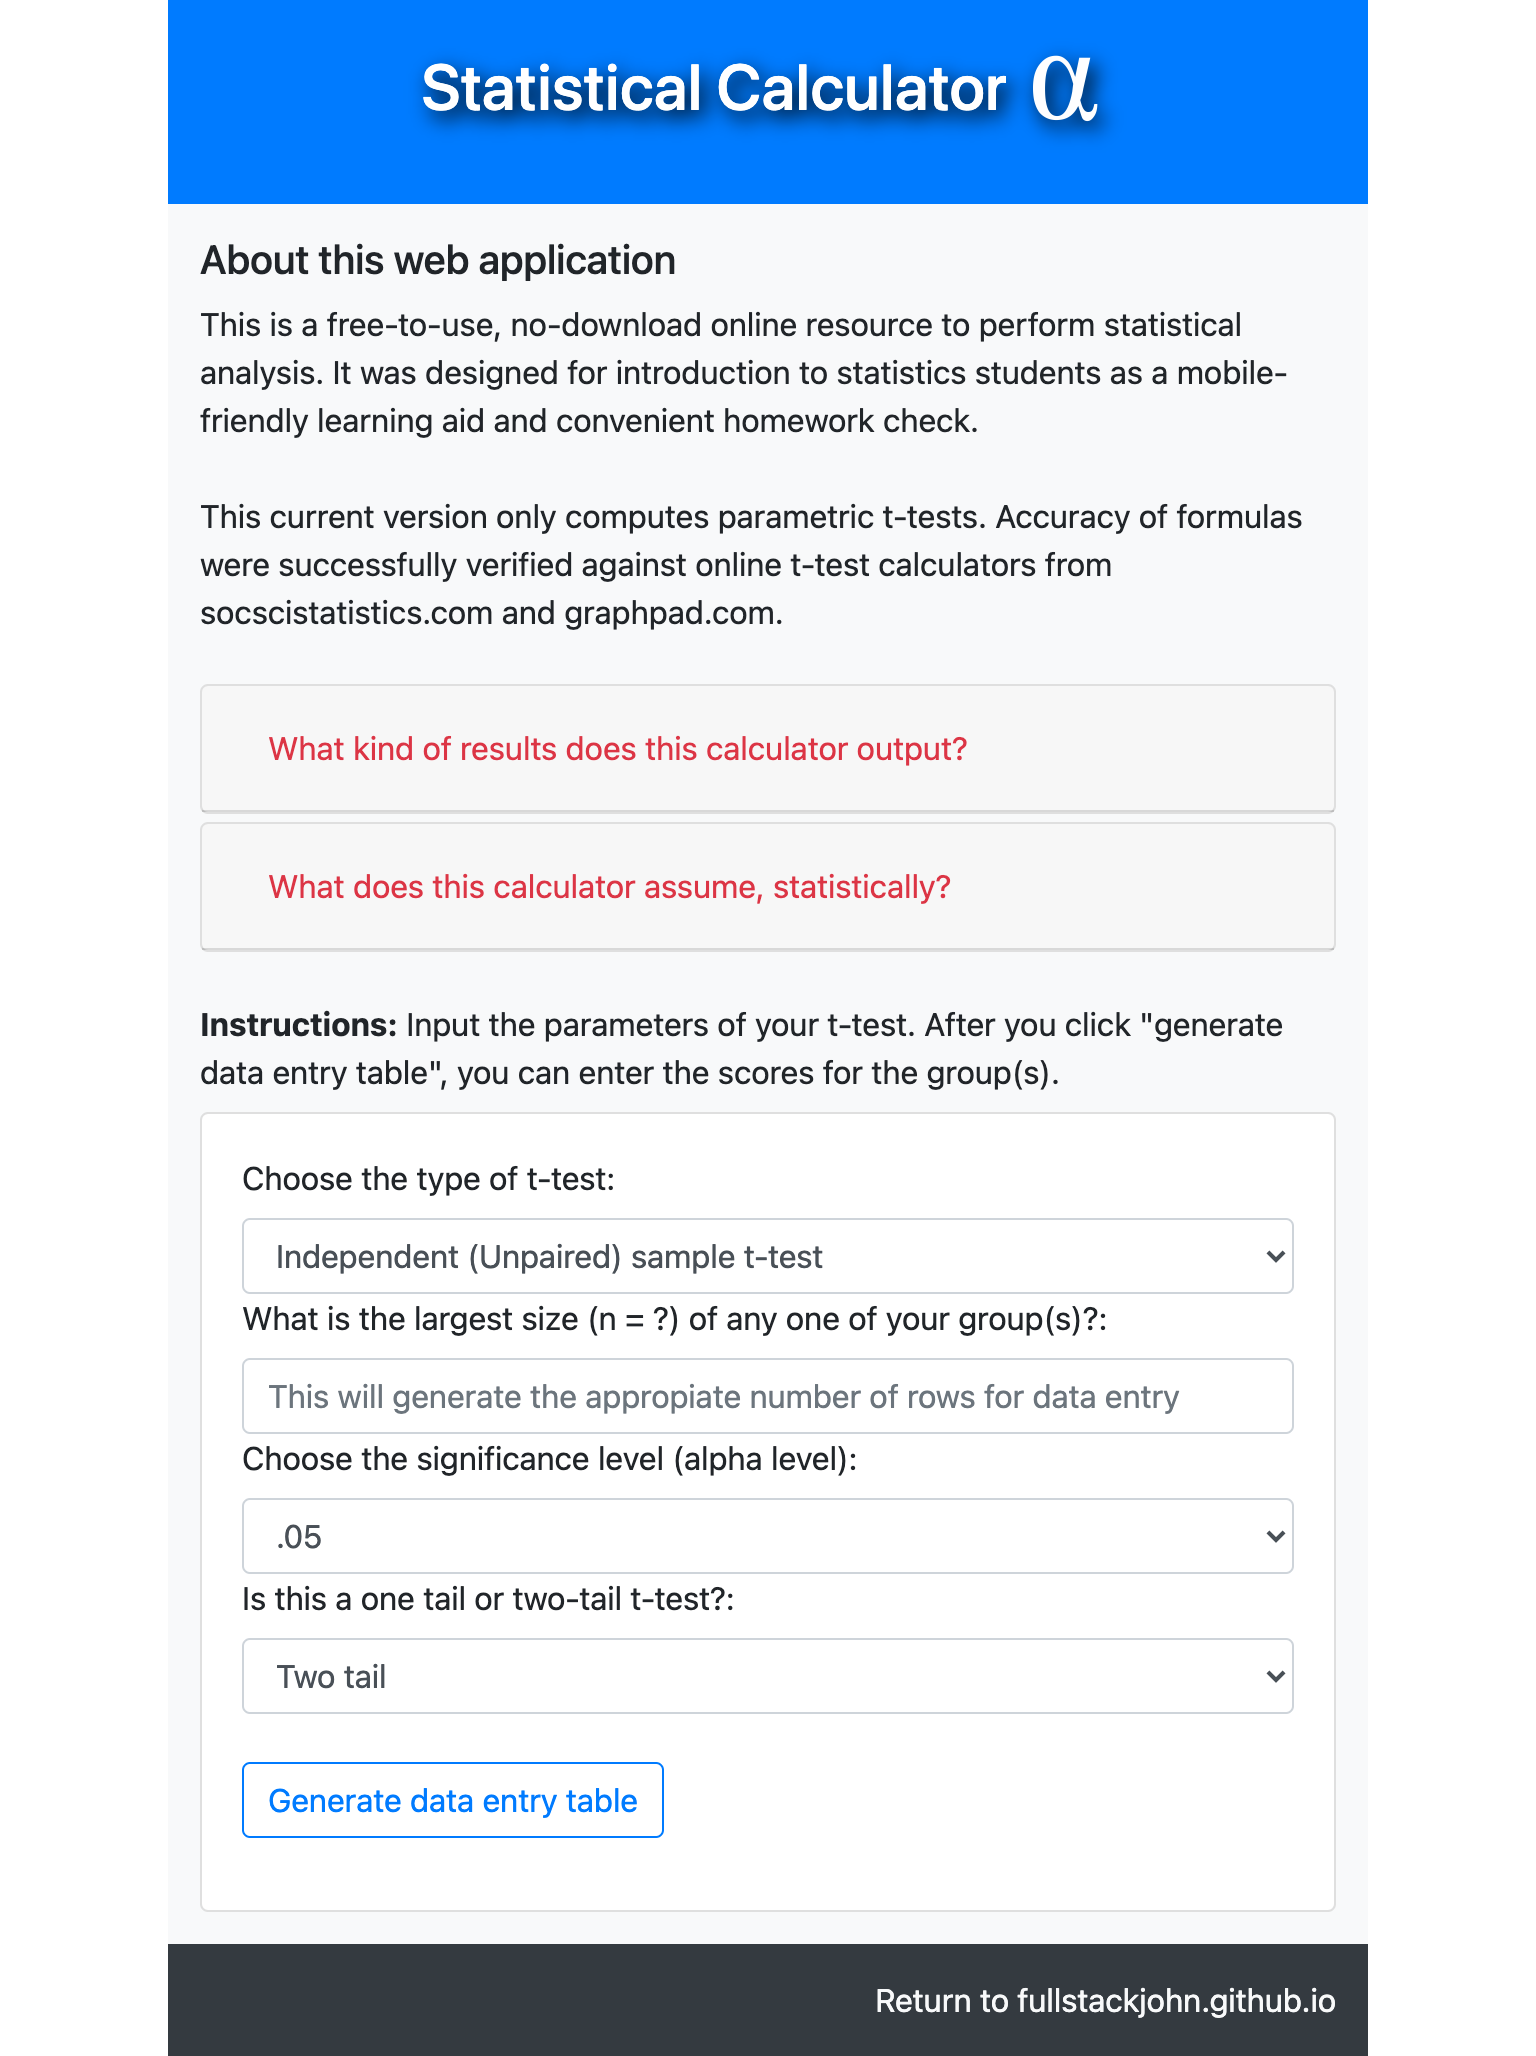 Statistical Calculator α
About this web application
This is a free-to-use, no-download online resource to perform statistical
analysis. It was designed for introduction to statistics students as a mobile-
friendly learning aid and convenient homework check.
This current version only computes parametric t-tests. Accuracy of formulas
were successfully verified against online t-test calculators from
socscistatistics.com and graphpad.com.
What kind of results does this calculator output?
What does this calculator assume, statistically?
Instructions: Input the parameters of your t-test. After you click "generate
data entry table", you can enter the scores for the group(s).
Choose the type of t-test:
Independent (Unpaired) sample t-test
What is the largest size (n = ?) of any one of your group(s)?:
This will generate the appropiate number of rows for data entry
Choose the significance level (alpha level):
.05
Is this a one tail or two-tail t-test?:
Two tail
Generate data entry table
Return to fullstackjohn.github.io